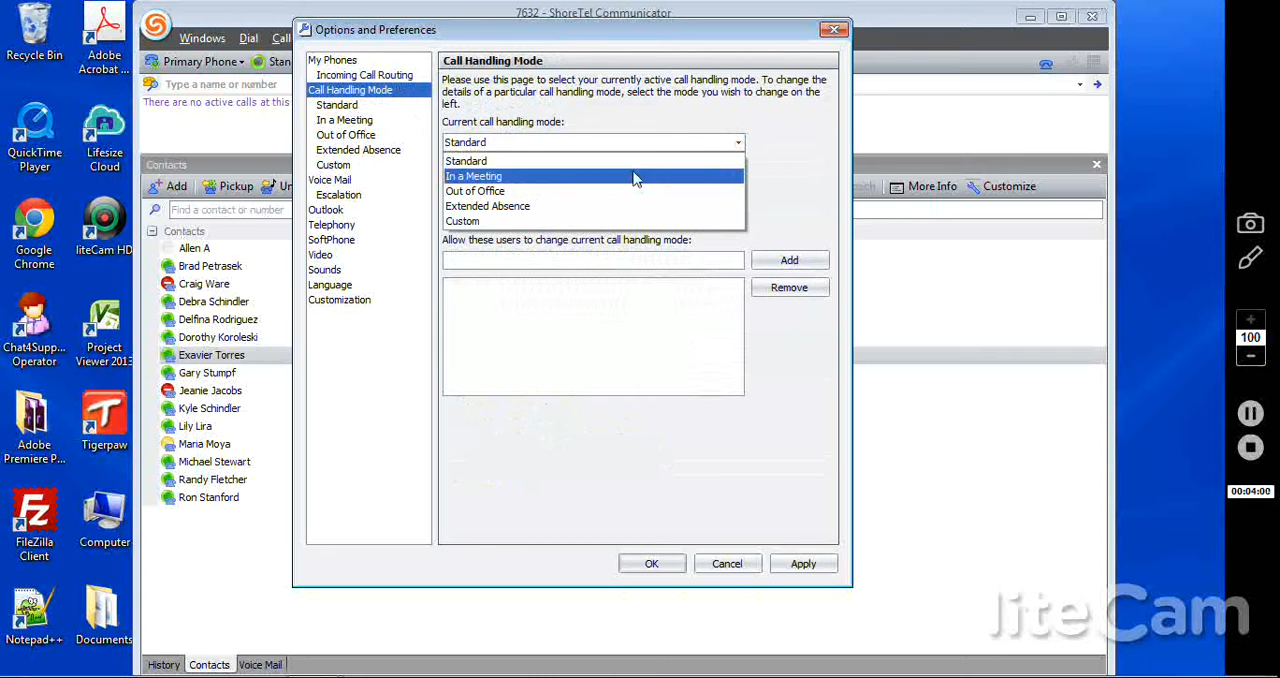 7632 - ShoreTel Communicator
Recycle Bin
Adobe
Acrobat ...
QuickTime
Player
Lifesize
Cloud
Google
Chrome
liteCam HD
Chat4Supp...
Operator
Project
Viewer 2013
Adobe
Premiere P...
Tigerpaw
FileZilla
Client
Computer
Notepad++
Documents
Windows Dial Call
Primary Phone Stan
Type a name or number
There are no active calls at this
Contacts
Add Pickup Un
More Info Customize
Find a contact or number
Contacts
Allen A
Brad Petrasek
Craig Ware
Debra Schindler
Delfina Rodriguez
Dorothy Koroleski
Exavier Torres
Gary Stumpf
Jeanie Jacobs
Kyle Schindler
Lily Lira
Maria Moya
Michael Stewart
Randy Fletcher
Ron Stanford
History Contacts Voice Mail
Options and Preferences
My Phones
Incoming Call Routing
Call Handling Mode
Standard
In a Meeting
Out of Office
Extended Absence
Custom
Voice Mail
Escalation
Outlook
Telephony
SoftPhone
Video
Sounds
Language
Customization
Call Handling Mode
Please use this page to select your currently active call handling mode. To change the
details of a particular call handling mode, select the mode you wish to change on the
left.
Current call handling mode:
Standard
Standard
In a Meeting
Out of Office
Extended Absence
Custom
Allow these users to change current call handling mode:
Add
Remove
OK Cancel Apply
100
00:04:00
liteCam